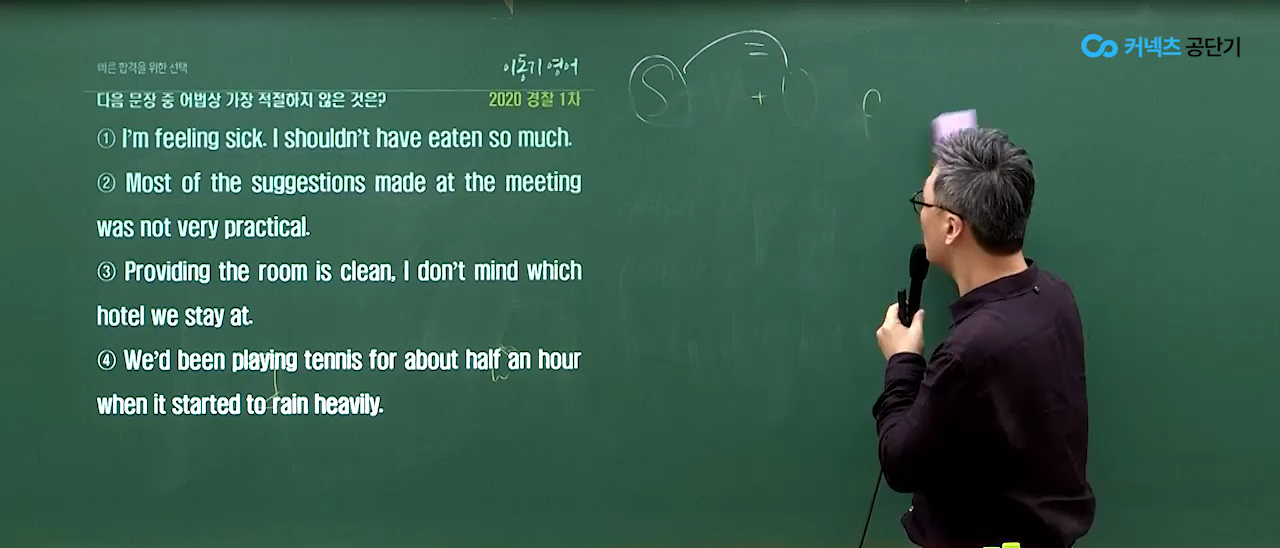 커넥츠 공단기
빠른 합격을 위한 선택
이동기 영어
다음 문장 중 어법상 가장 적절하지 않은 것은?
2020 경찰 1차
① I'm feeling sick. I shouldn't have eaten so much.
② Most of the suggestions made at the meeting
was not very practical.
③ Providing the room is clean, I don't mind which
hotel we stay at.
④ We'd been playing tennis for about half an hour
when it started to rain heavily.
S + O f
=